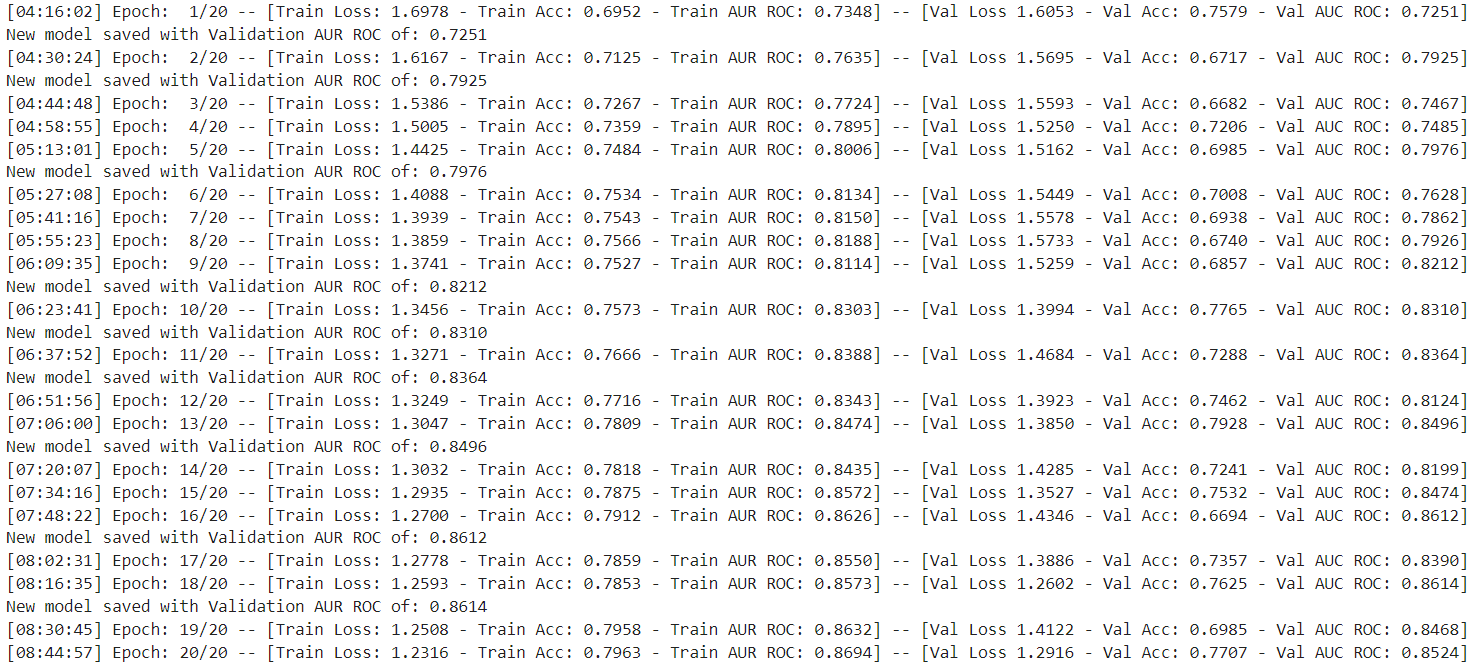 [04:16:02] Epoch:  1/20 -- [Train Loss: 1.6978 - Train Acc: 0.6952 - Train AUR ROC: 0.7348] -- [Val Loss 1.6053 - Val Acc: 0.7579 - Val AUC ROC: 0.7251]
New model saved with Validation AUR ROC of: 0.7251
[04:30:24] Epoch:  2/20 -- [Train Loss: 1.6167 - Train Acc: 0.7125 - Train AUR ROC: 0.7635] -- [Val Loss 1.5695 - Val Acc: 0.6717 - Val AUC ROC: 0.7925]
New model saved with Validation AUR ROC of: 0.7925
[04:44:48] Epoch:  3/20 -- [Train Loss: 1.5386 - Train Acc: 0.7267 - Train AUR ROC: 0.7724] -- [Val Loss 1.5593 - Val Acc: 0.6682 - Val AUC ROC: 0.7467]
[04:58:55] Epoch:  4/20 -- [Train Loss: 1.5005 - Train Acc: 0.7359 - Train AUR ROC: 0.7895] -- [Val Loss 1.5250 - Val Acc: 0.7206 - Val AUC ROC: 0.7485]
[05:13:01] Epoch:  5/20 -- [Train Loss: 1.4425 - Train Acc: 0.7484 - Train AUR ROC: 0.8006] -- [Val Loss 1.5162 - Val Acc: 0.6985 - Val AUC ROC: 0.7976]
New model saved with Validation AUR ROC of: 0.7976
[05:27:08] Epoch:  6/20 -- [Train Loss: 1.4088 - Train Acc: 0.7534 - Train AUR ROC: 0.8134] -- [Val Loss 1.5449 - Val Acc: 0.7008 - Val AUC ROC: 0.7628]
[05:41:16] Epoch:  7/20 -- [Train Loss: 1.3939 - Train Acc: 0.7543 - Train AUR ROC: 0.8150] -- [Val Loss 1.5578 - Val Acc: 0.6938 - Val AUC ROC: 0.7862]
[05:55:23] Epoch:  8/20 -- [Train Loss: 1.3859 - Train Acc: 0.7566 - Train AUR ROC: 0.8188] -- [Val Loss 1.5733 - Val Acc: 0.6740 - Val AUC ROC: 0.7926]
[06:09:35] Epoch:  9/20 -- [Train Loss: 1.3741 - Train Acc: 0.7527 - Train AUR ROC: 0.8114] -- [Val Loss 1.5259 - Val Acc: 0.6857 - Val AUC ROC: 0.8212]
New model saved with Validation AUR ROC of: 0.8212
[06:23:41] Epoch: 10/20 -- [Train Loss: 1.3456 - Train Acc: 0.7573 - Train AUR ROC: 0.8303] -- [Val Loss 1.3994 - Val Acc: 0.7765 - Val AUC ROC: 0.8310]
New model saved with Validation AUR ROC of: 0.8310
[06:37:52] Epoch: 11/20 -- [Train Loss: 1.3271 - Train Acc: 0.7666 - Train AUR ROC: 0.8388] -- [Val Loss 1.4684 - Val Acc: 0.7288 - Val AUC ROC: 0.8364]
New model saved with Validation AUR ROC of: 0.8364
[06:51:56] Epoch: 12/20 -- [Train Loss: 1.3249 - Train Acc: 0.7716 - Train AUR ROC: 0.8343] -- [Val Loss 1.3923 - Val Acc: 0.7462 - Val AUC ROC: 0.8124]
[07:06:00] Epoch: 13/20 -- [Train Loss: 1.3047 - Train Acc: 0.7809 - Train AUR ROC: 0.8474] -- [Val Loss 1.3850 - Val Acc: 0.7928 - Val AUC ROC: 0.8496]
New model saved with Validation AUR ROC of: 0.8496
[07:20:07] Epoch: 14/20 -- [Train Loss: 1.3032 - Train Acc: 0.7818 - Train AUR ROC: 0.8435] -- [Val Loss 1.4285 - Val Acc: 0.7241 - Val AUC ROC: 0.8199]
[07:34:16] Epoch: 15/20 -- [Train Loss: 1.2935 - Train Acc: 0.7875 - Train AUR ROC: 0.8572] -- [Val Loss 1.3527 - Val Acc: 0.7532 - Val AUC ROC: 0.8474]
[07:48:22] Epoch: 16/20 -- [Train Loss: 1.2700 - Train Acc: 0.7912 - Train AUR ROC: 0.8626] -- [Val Loss 1.4346 - Val Acc: 0.6694 - Val AUC ROC: 0.8612]
New model saved with Validation AUR ROC of: 0.8612
[08:02:31] Epoch: 17/20 -- [Train Loss: 1.2778 - Train Acc: 0.7859 - Train AUR ROC: 0.8550] -- [Val Loss 1.3886 - Val Acc: 0.7357 - Val AUC ROC: 0.8390]
[08:16:35] Epoch: 18/20 -- [Train Loss: 1.2593 - Train Acc: 0.7853 - Train AUR ROC: 0.8573] -- [Val Loss 1.2602 - Val Acc: 0.7625 - Val AUC ROC: 0.8614]
New model saved with Validation AUR ROC of: 0.8614
[08:30:45] Epoch: 19/20 -- [Train Loss: 1.2508 - Train Acc: 0.7958 - Train AUR ROC: 0.8632] -- [Val Loss 1.4122 - Val Acc: 0.6985 - Val AUC ROC: 0.8468]
[08:44:57] Epoch: 20/20 -- [Train Loss: 1.2316 - Train Acc: 0.7963 - Train AUR ROC: 0.8694] -- [Val Loss 1.2916 - Val Acc: 0.7707 - Val AUC ROC: 0.8524]